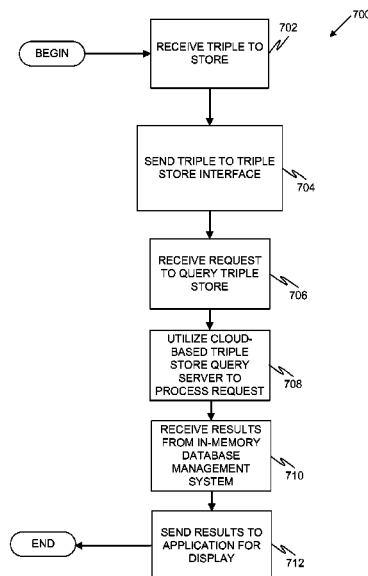 700
BEGIN
RECEIVE TRIPLE TO
STORE
702
SEND TRIPLE TO TRIPLE
STORE INTERFACE
704
RECEIVE REQUEST
TO QUERY TRIPLE
STORE
706
UTILIZE CLOUD-
BASED TRIPLE
STORE QUERY
SERVER TO
PROCESS REQUEST
708
RECEIVE RESULTS
FROM IN-MEMORY
DATABASE
MANAGEMENT
SYSTEM
710
SEND RESULTS TO
APPLICATION FOR
DISPLAY
712
END